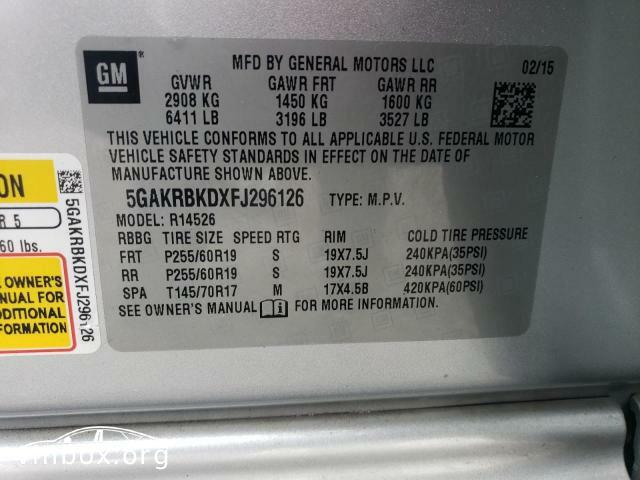 GM
MFD BY GENERAL MOTORS LLC 02/15
GVWR GAWR FRT GAWR RR
2908 KG 1450 KG 1600 KG
6411 LB 3196 LB 3527 LB
THIS VEHICLE CONFORMS TO ALL APPLICABLE U.S. FEDERAL MOTOR
VEHICLE SAFETY STANDARDS IN EFFECT ON THE DATE OF
MANUFACTURE SHOWN ABOVE.
5GAKRBKDXFJ296126 TYPE: M.P.V.
MODEL: R14526
RBBG TIRE SIZE SPEED RTG RIM COLD TIRE PRESSURE
FRT P255/60R19 S 19X7.5J 240KPA(35PSI)
RR P255/60R19 S 19X7.5J 240KPA(35PSI)
SPA T145/70R17 M 17X4.5B 420KPA(60PSI)
SEE OWNER'S MANUAL FOR MORE INFORMATION.
ON
R 5
60 lbs.
OWNER'S
NUAL FOR
DDITIONAL
FORMATION
5GAKRBKDXFJ296126
vinbox.org